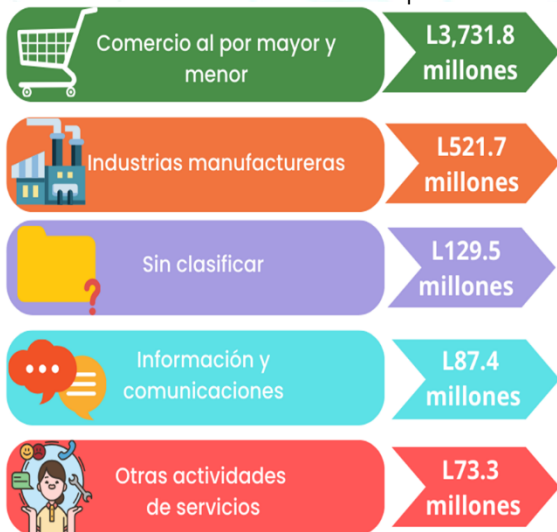 Comercio al por mayor y
menor
L3,731.8
millones
Industrias manufactureras
L521.7
millones
Sin clasificar
L129.5
millones
Información y
comunicaciones
L87.4
millones
Otras actividades
de servicios
L73.3
millones